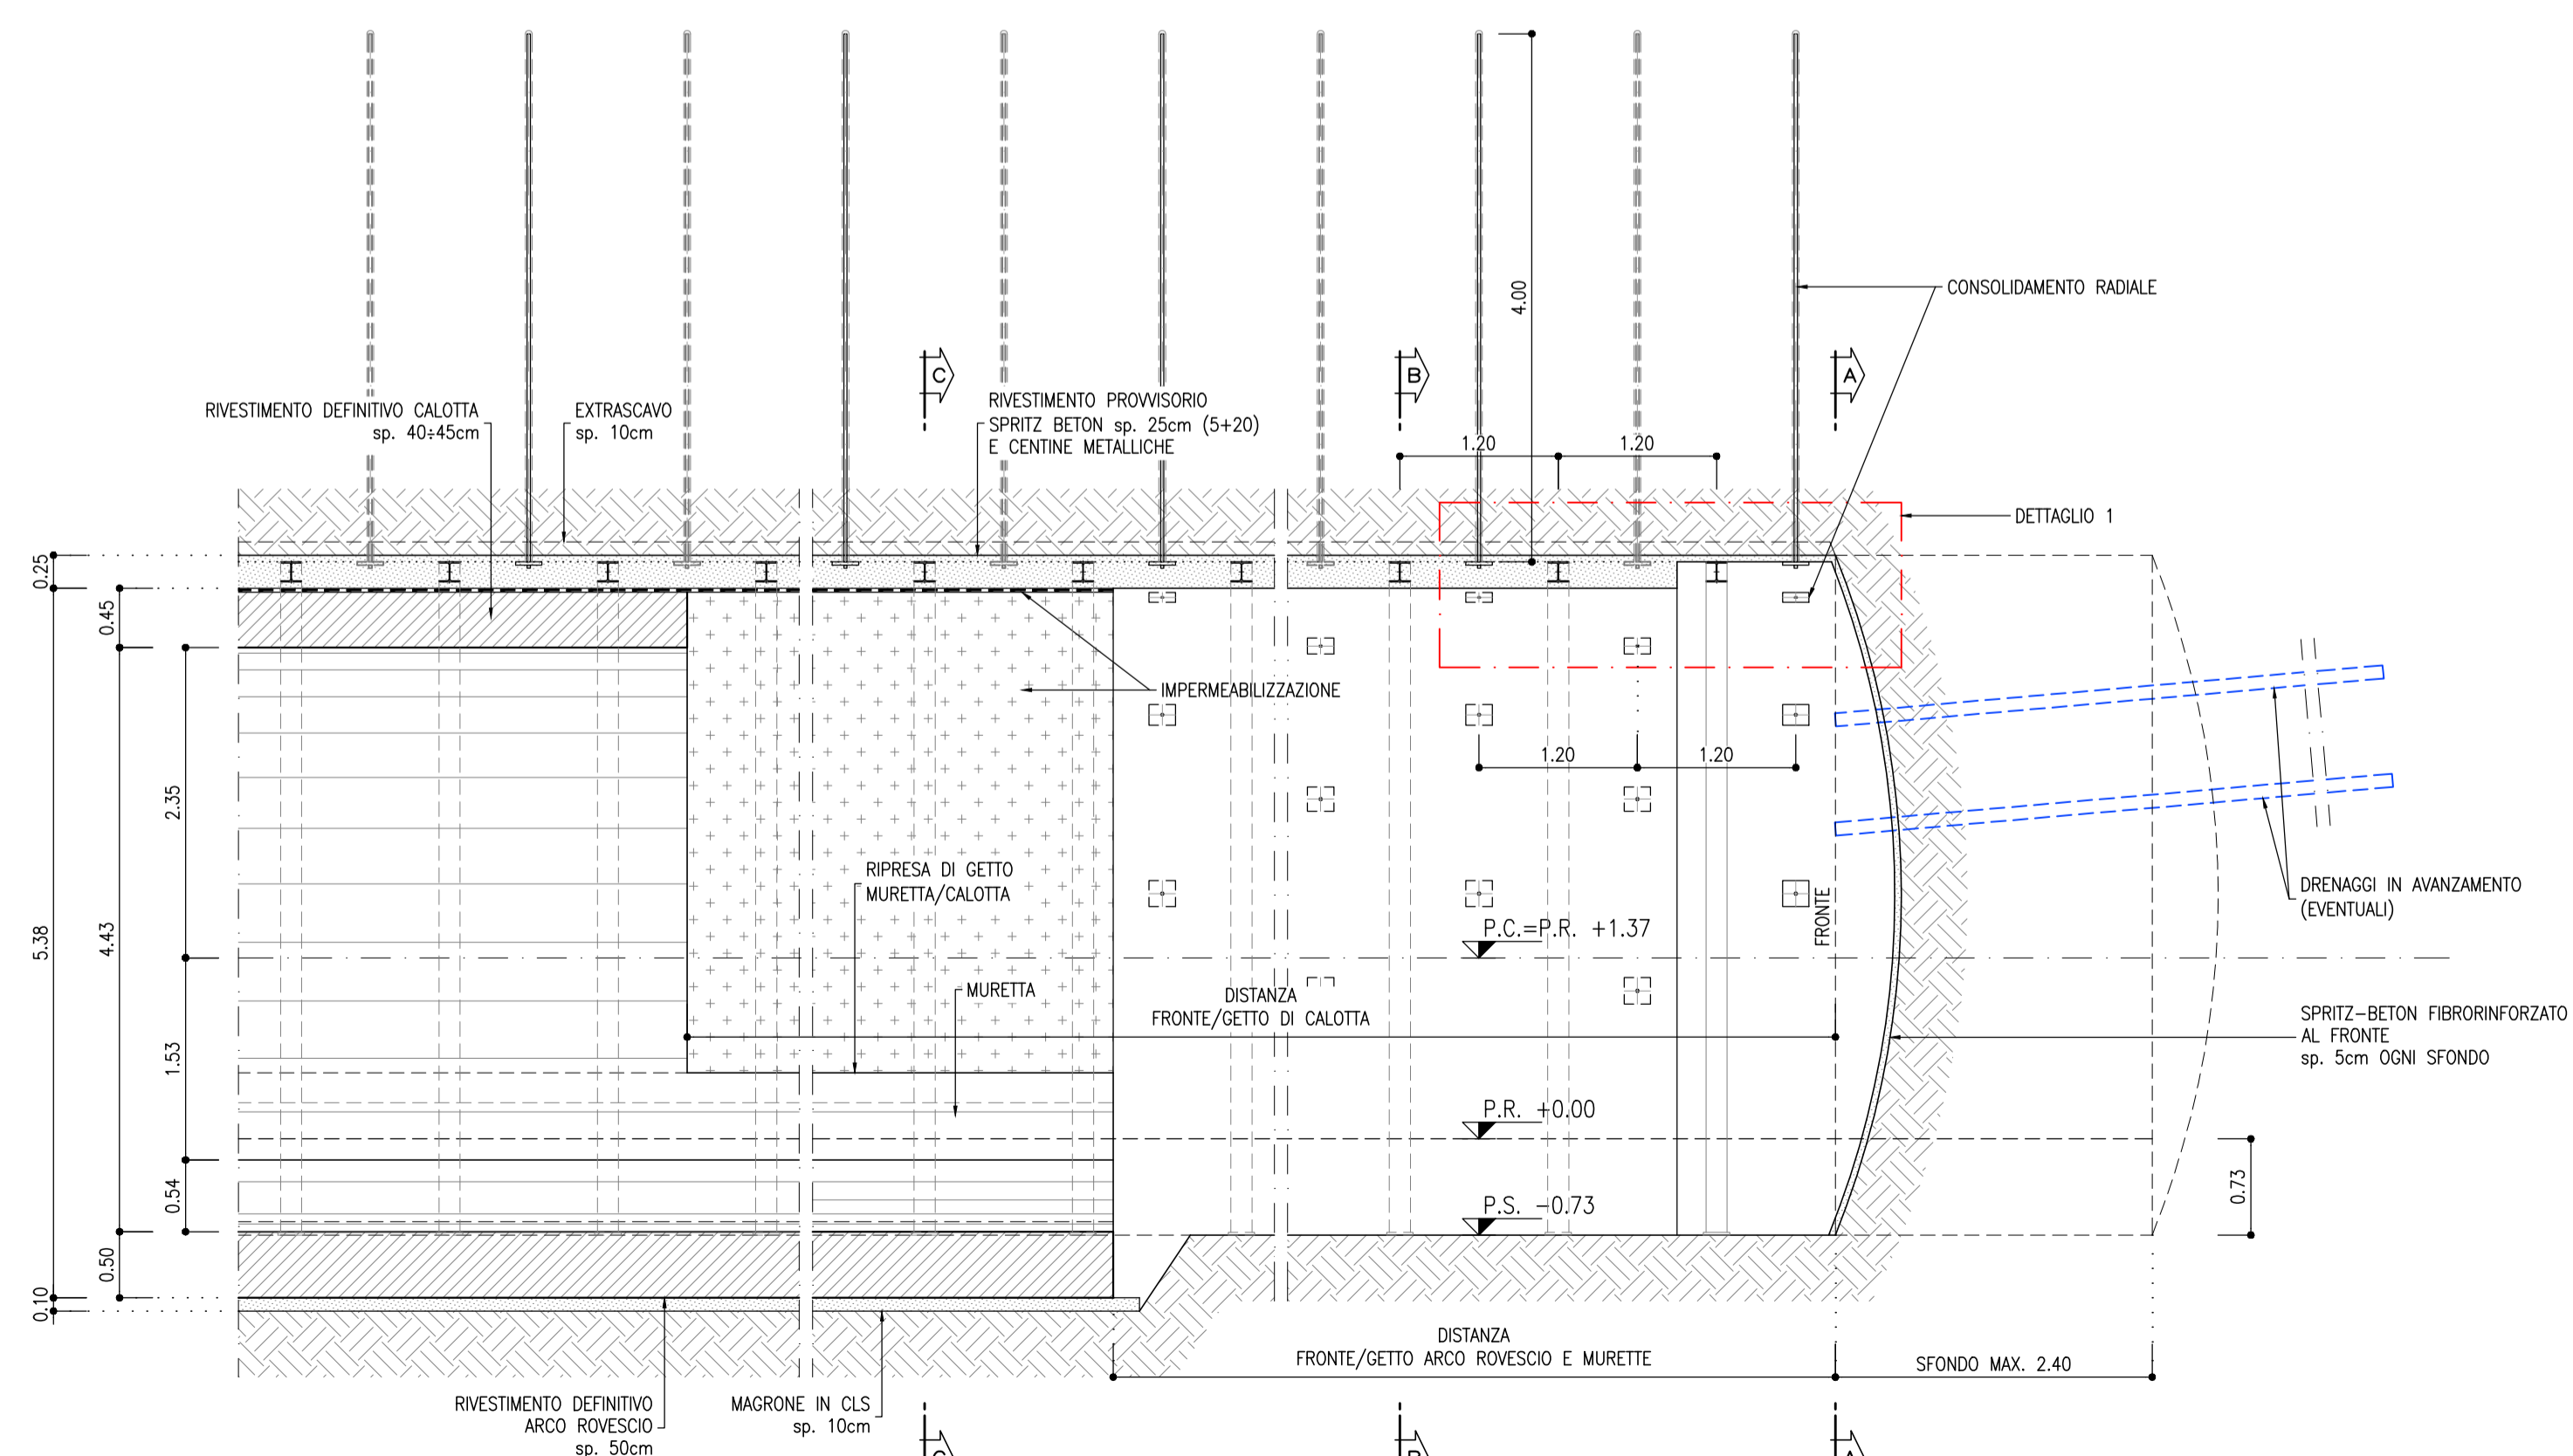 4.00
CONSOLIDAMENTO RADIALE
C
B
A
RIVESTIMENTO DEFINITIVO CALOTTA
sp. 40÷45cm
EXTRASCAVO
sp. 10cm
RIVESTIMENTO PROVVISORIO
SPRITZ BETON sp. 25cm (5+20)
E CENTINE METALLICHE
1.20
1.20
DETTAGLIO 1
0.25
0.45
IMPERMEABILIZZAZIONE
1.20
1.20
2.35
RIPRESA DI GETTO
MURETTA/CALOTTA
DRENAGGI IN AVANZAMENTO
(EVENTUALI)
FRONTE
P.C.=P.R. +1.37
5.38
4.43
MURETTA
DISTANZA
FRONTE/GETTO DI CALOTTA
SPRITZ-BETON FIBRORINFORZATO
AL FRONTE
sp. 5cm OGNI SFONDO
1.53
P.R. +0.00
0.54
0.73
P.S. -0.73
0.50
0.10
DISTANZA
FRONTE/GETTO ARCO ROVESCIO E MURETTE
SFONDO MAX. 2.40
RIVESTIMENTO DEFINITIVO
ARCO ROVESCIO
sp. 50cm
MAGRONE IN CLS
sp. 10cm